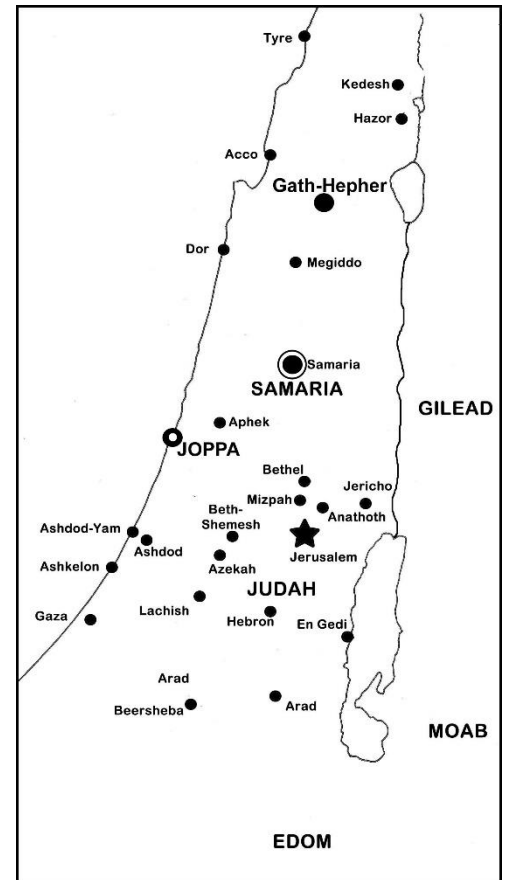 Tyre
Kedesh
Hazor
Acco
Gath-Hepher
Dor
Megiddo
Samaria
SAMARIA
GILEAD
Aphek
JOPPA
Bethel
Jericho
Mizpah
Anathoth
Beth-
Shemesh
Ashdod-Yam
Ashdod
Jerusalem
Azekah
Ashkelon
JUDAH
Lachish
Gaza
Hebron
En Gedi
Arad
Beersheba
Arad
MOAB
EDOM